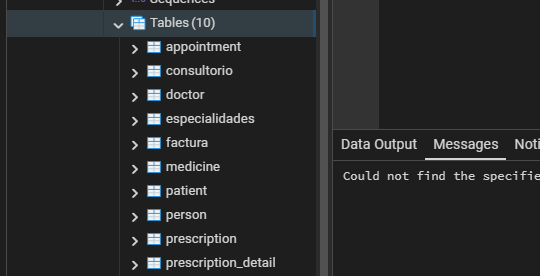 Sequences
Tables (10)
appointment
consultorio
doctor
especialidades
factura
medicine
patient
person
prescription
prescription_detail
Data Output Messages Noti
Could not find the specifie